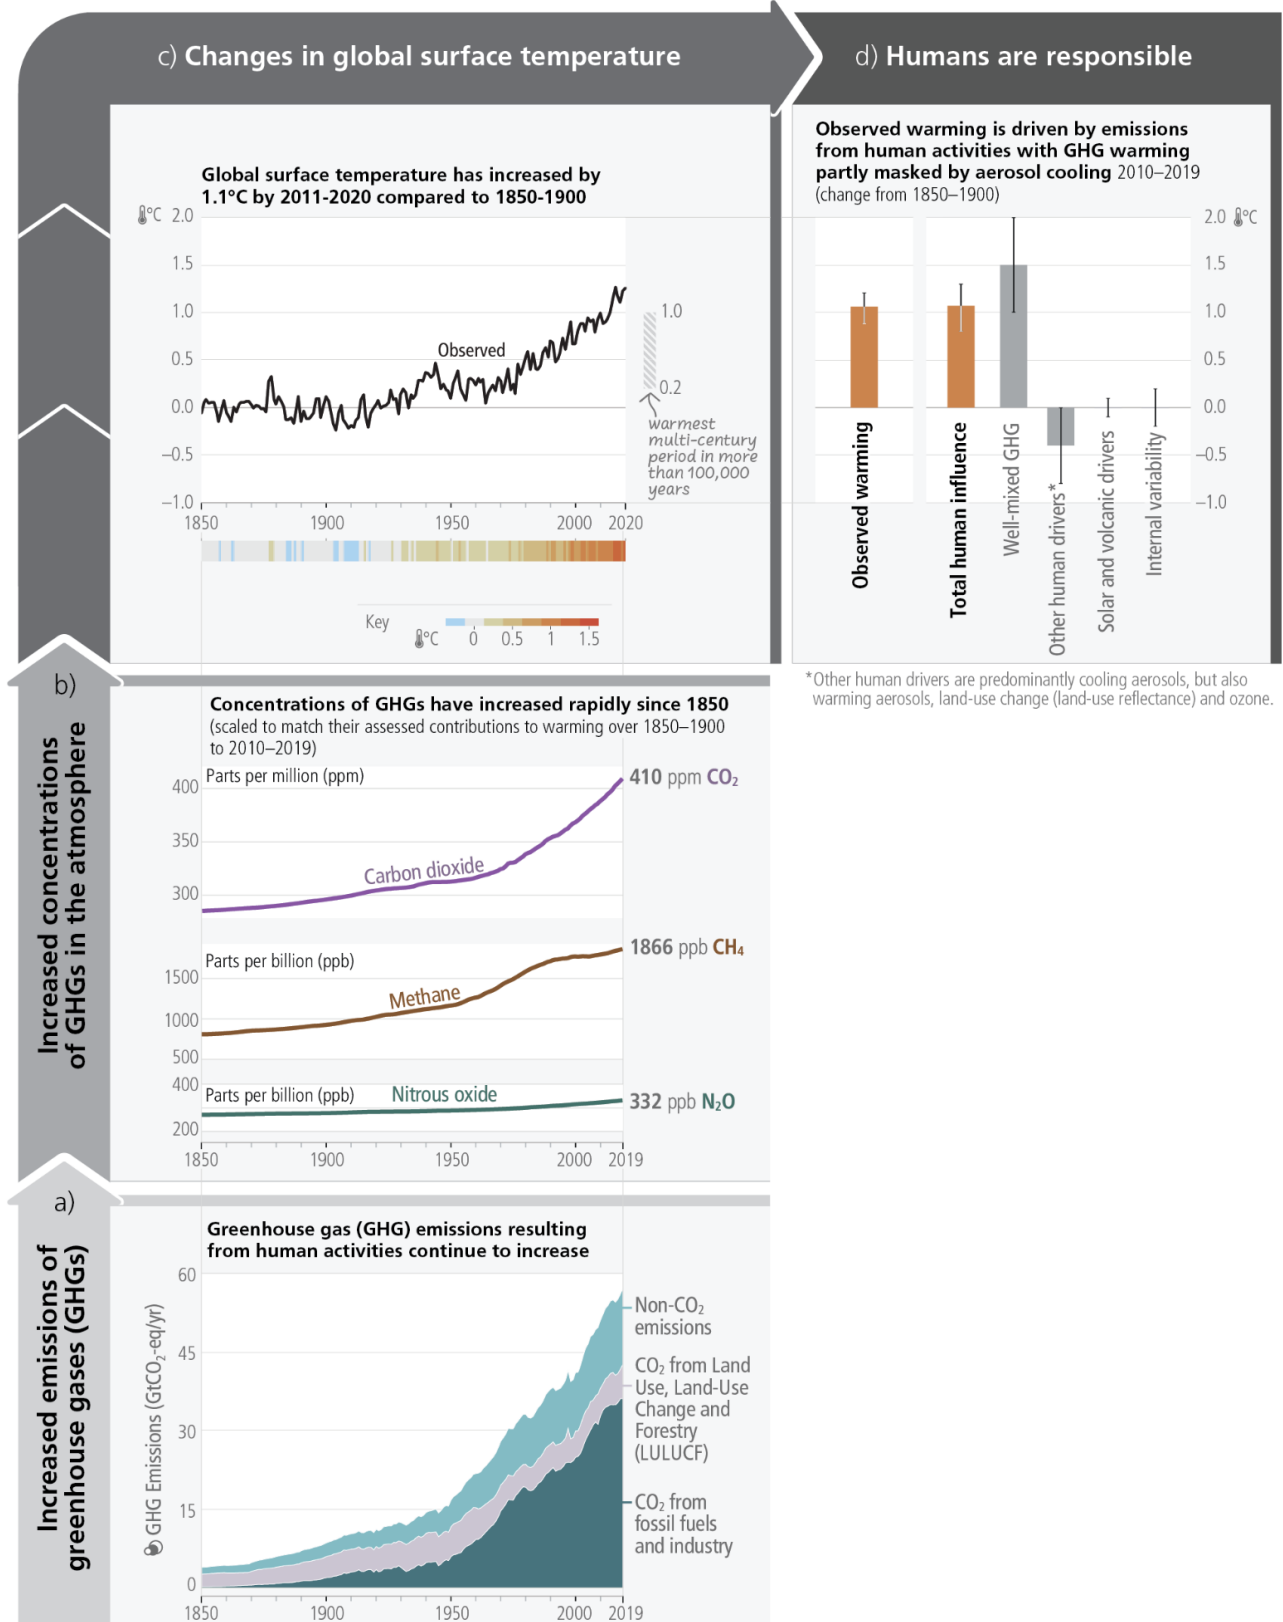 c) Changes in global surface temperature
Global surface temperature has increased by
1.1°C by 2011-2020 compared to 1850-1900
°C
2.0
1.5
1.0
0.5
0.0
–0.5
–1.0
Observed
1.0
0.2
warmest
multi-century
period in more
than 100,000
years
1850
1900
1950
2000
2020
Key
°C
0
0.5
1
1.5
d) Humans are responsible
Observed warming is driven by emissions
from human activities with GHG warming
partly masked by aerosol cooling 2010–2019
(change from 1850–1900)
2.0 °C
1.5
1.0
0.5
0.0
–0.5
–1.0
Observed warming
Total human influence
Well-mixed GHG
Other human drivers*
Solar and volcanic drivers
Internal variability
*Other human drivers are predominantly cooling aerosols, but also
warming aerosols, land-use change (land-use reflectance) and ozone.
b)
Increased concentrations
of GHGs in the atmosphere
Concentrations of GHGs have increased rapidly since 1850
(scaled to match their assessed contributions to warming over 1850–1900
to 2010–2019)
Parts per million (ppm)
400
350
300
Carbon dioxide
410 ppm CO₂
Parts per billion (ppb)
1500
1000
500
Methane
1866 ppb CH₄
400
Parts per billion (ppb)
200
Nitrous oxide
332 ppb N₂O
1850
1900
1950
2000
2019
a)
Increased emissions of
greenhouse gases (GHGs)
Greenhouse gas (GHG) emissions resulting
from human activities continue to increase
GHG Emissions (GtCO₂-eq/yr)
60
45
30
15
0
Non-CO₂
emissions
CO₂ from Land
Use, Land-Use
Change and
Forestry
(LULUCF)
CO₂ from
fossil fuels
and industry
1850
1900
1950
2000
2019